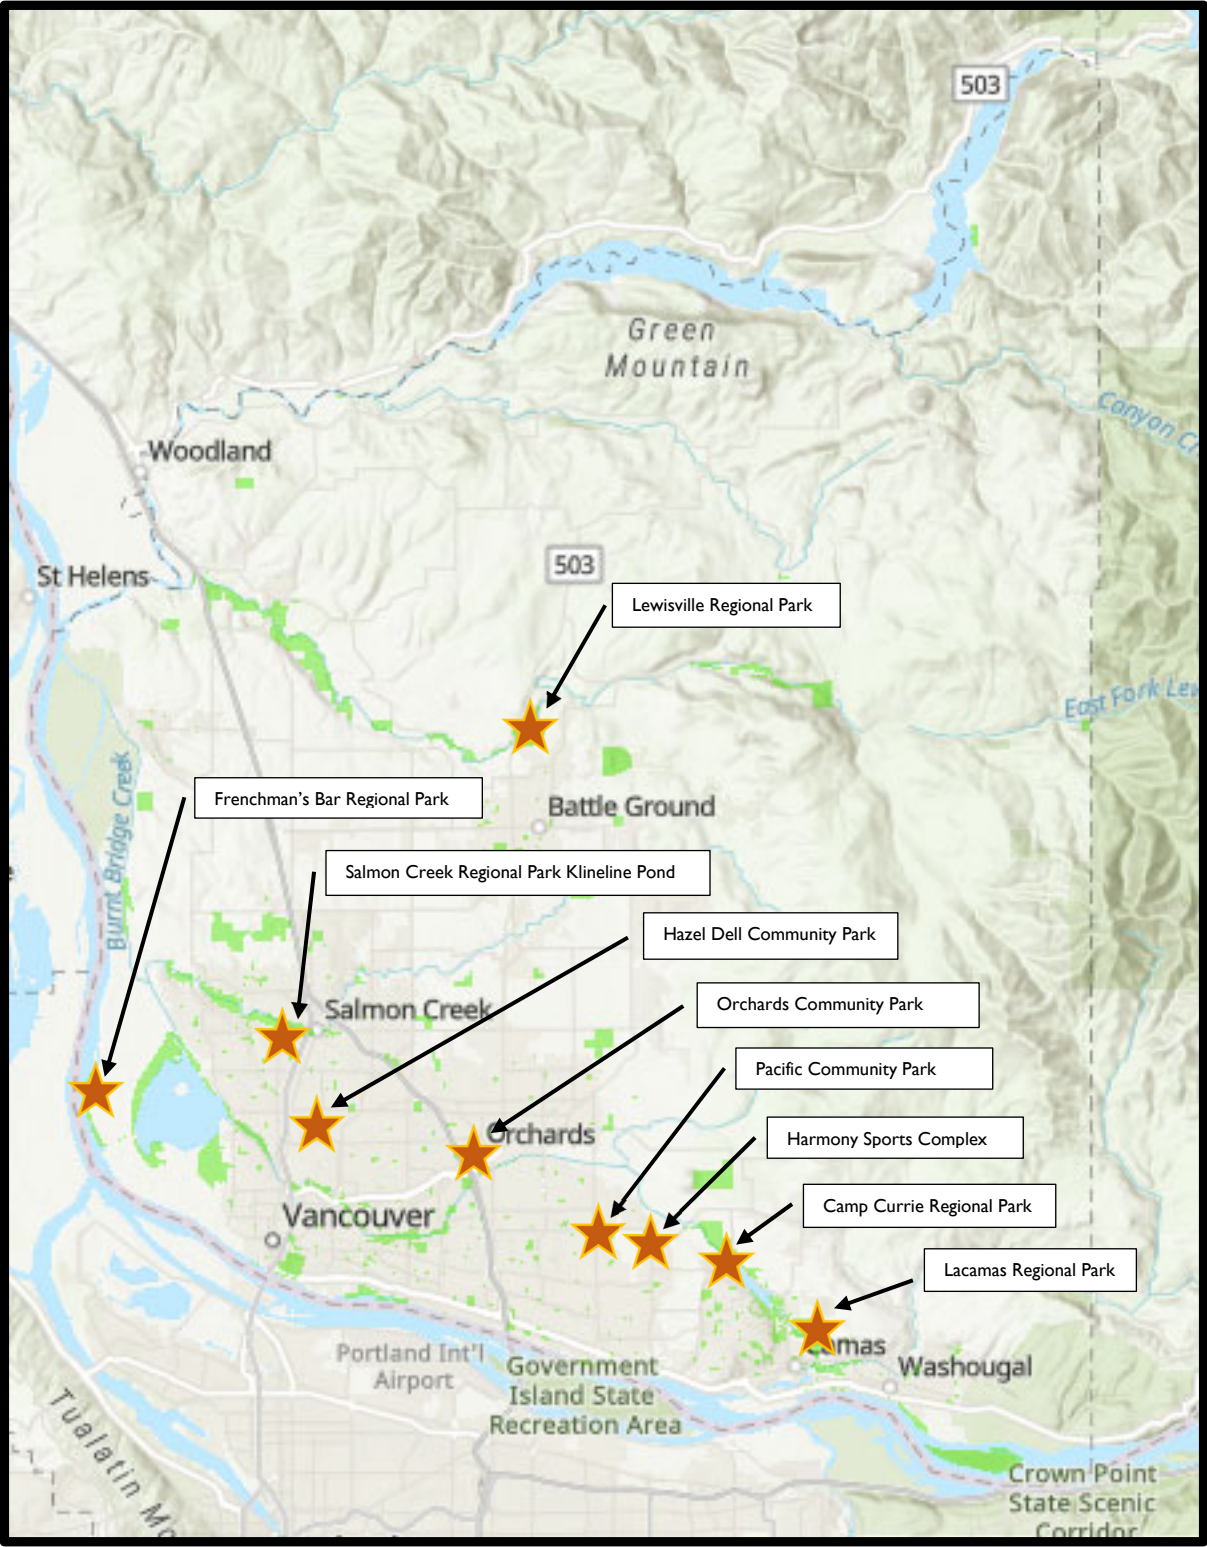 503
Green
Mountain
Canyon Cr
Woodland
503
St Helens
Lewisville Regional Park
East Fork Lew
Frenchman's Bar Regional Park
Battle Ground
Burnt Bridge Creek
Salmon Creek Regional Park Klineline Pond
Hazel Dell Community Park
Salmon Creek
Orchards Community Park
Pacific Community Park
Orchards
Harmony Sports Complex
Vancouver
Camp Currie Regional Park
Lacamas Regional Park
Portland Int'l
Airport
Government
Island State
Recreation Area
Camas
Washougal
Tualatin Mo
Crown Point
State Scenic
Corridor